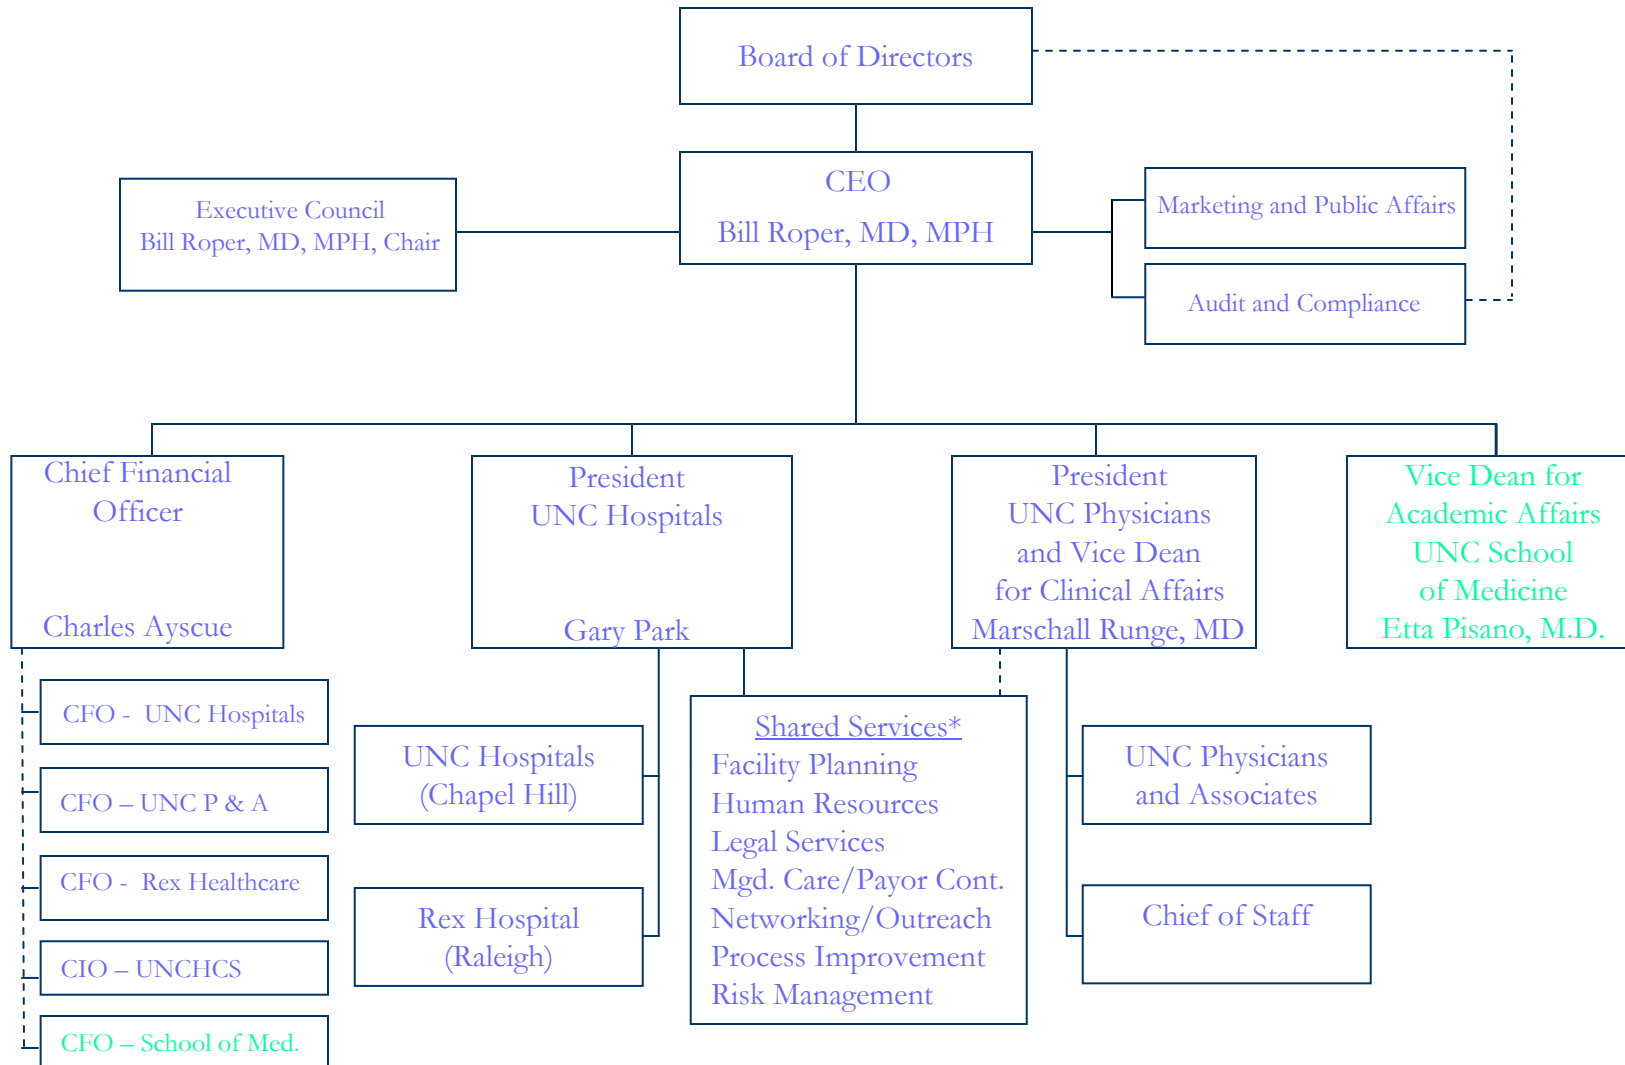 Board of Directors
CEO
Bill Roper, MD, MPH
Executive Council
Bill Roper, MD, MPH, Chair
Marketing and Public Affairs
Audit and Compliance
Chief Financial
Officer
Charles Ayscue
President
UNC Hospitals
Gary Park
President
UNC Physicians
and Vice Dean
for Clinical Affairs
Marschall Runge, MD
Vice Dean for
Academic Affairs
UNC School
of Medicine
Etta Pisano, M.D.
CFO - UNC Hospitals
CFO – UNC P & A
CFO - Rex Healthcare
CIO – UNCHCS
CFO – School of Med.
UNC Hospitals
(Chapel Hill)
Rex Hospital
(Raleigh)
Shared Services*
Facility Planning
Human Resources
Legal Services
Mgd. Care/Payor Cont.
Networking/Outreach
Process Improvement
Risk Management
UNC Physicians
and Associates
Chief of Staff